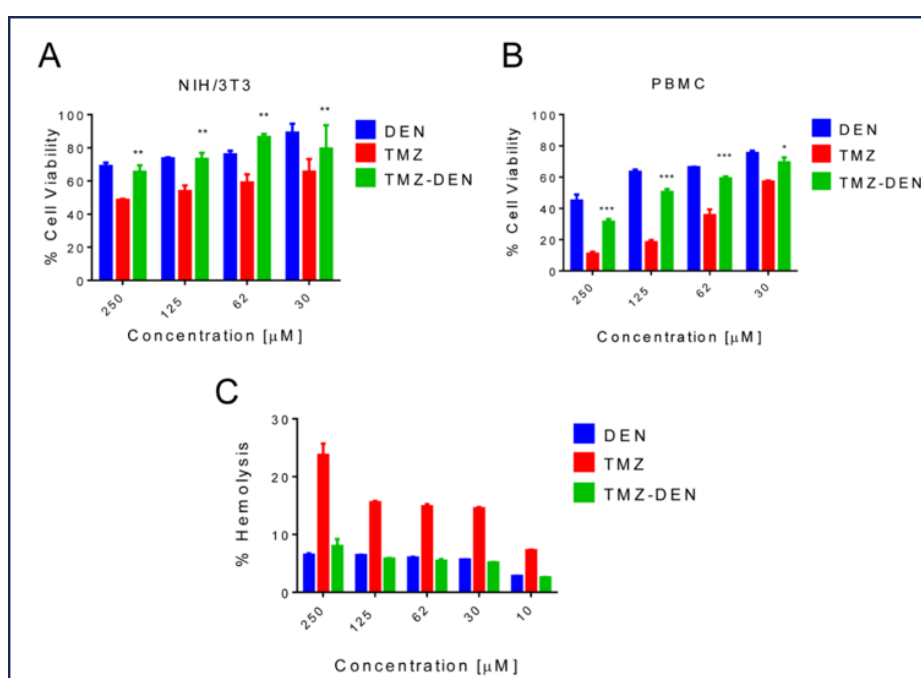 A
NIH/3T3
100
80
60
40
20
0
% Cell Viability
** ** ** **
250 125 62 30
Concentration [μM]
DEN
TMZ
TMZ-DEN
B
PBMC
100
80
60
40
20
0
% Cell Viability
*** *** *** *
250 125 62 30
Concentration [μM]
DEN
TMZ
TMZ-DEN
C
30
20
10
0
% Hemolysis
250 125 62 30 10
Concentration [μM]
DEN
TMZ
TMZ-DEN